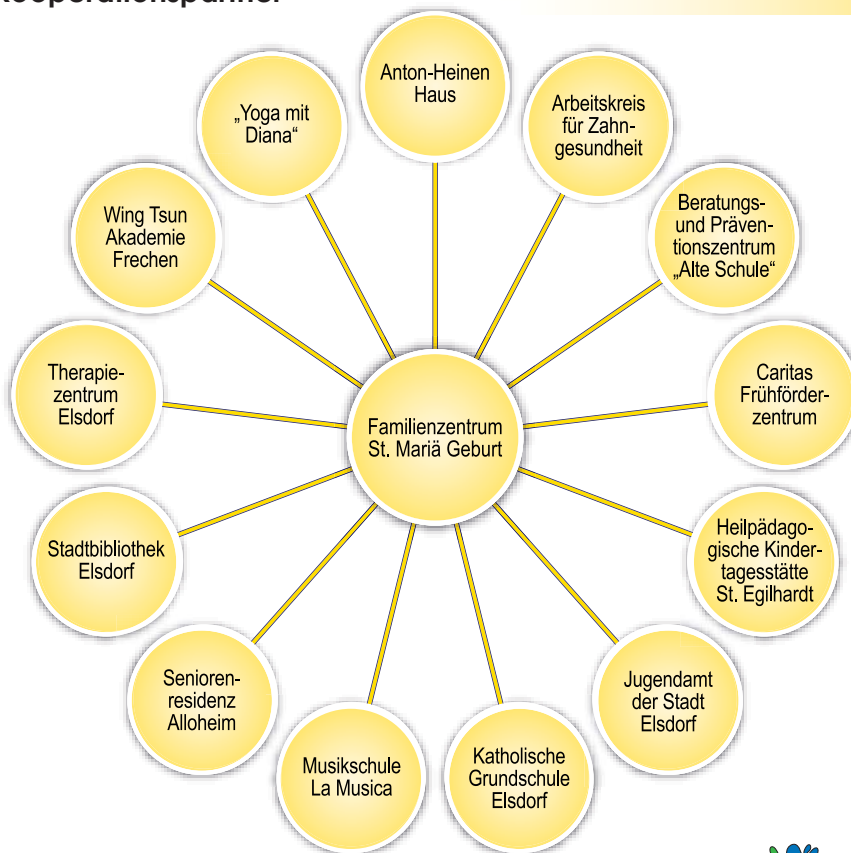 Kooperationspartner
Anton-Heinen
Haus
Arbeitskreis
für Zahn-
gesundheit
Beratungs-
und Präven-
tionszentrum
„Alte Schule“
Caritas
Frühförder-
zentrum
Heilpädago-
gische Kinder-
tagesstätte
St. Egilhardt
Jugendamt
der Stadt
Elsdorf
Katholische
Grundschule
Elsdorf
Musikschule
La Musica
Senioren-
residenz
Alloheim
Stadtbibliothek
Elsdorf
Therapie-
zentrum
Elsdorf
Wing Tsun
Akademie
Frechen
„Yoga mit
Diana“
Familienzentrum
St. Mariä Geburt